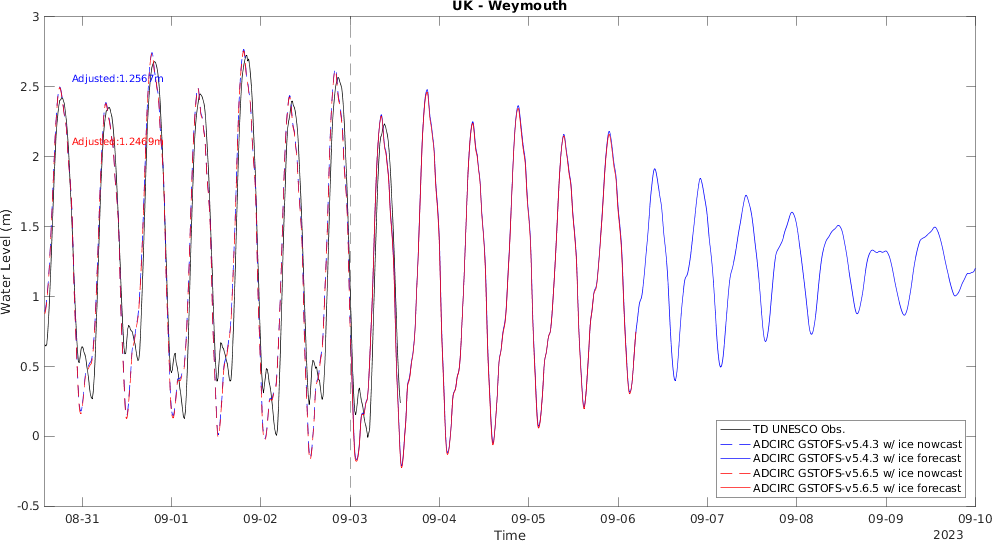 UK - Weymouth
3
2.5
2
1.5
1
0.5
0
-0.5
Water Level (m)
Adjusted:1.2567m
Adjusted:1.2469m
TD UNESCO Obs.
ADCIRC GSTOFS-v5.4.3 w/ ice nowcast
ADCIRC GSTOFS-v5.4.3 w/ ice forecast
ADCIRC GSTOFS-v5.6.5 w/ ice nowcast
ADCIRC GSTOFS-v5.6.5 w/ ice forecast
08-31 09-01 09-02 09-03 09-04 09-05 09-06 09-07 09-08 09-09 09-10
Time
2023